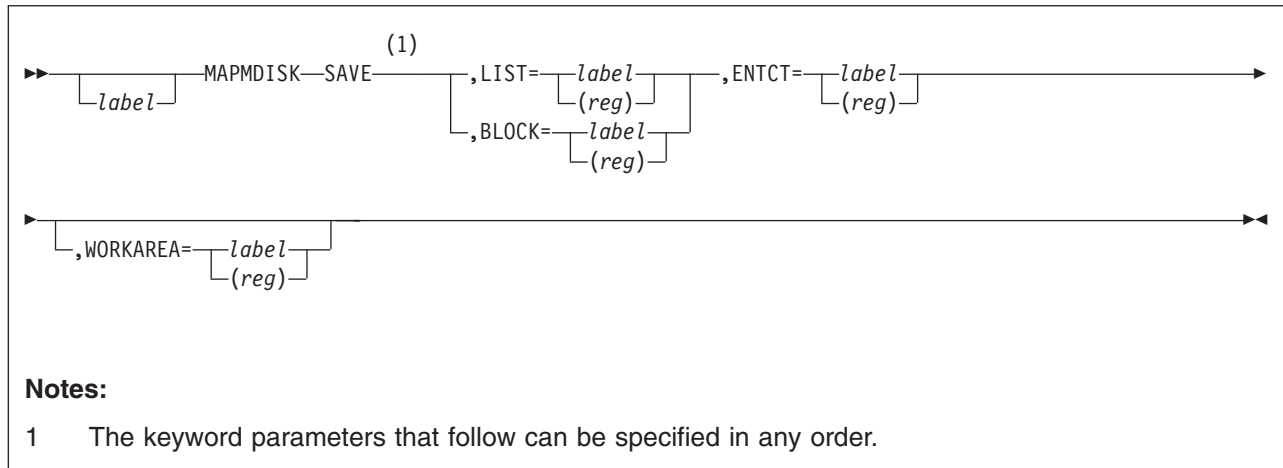 (1)
MAPMDISK SAVE ,LIST= label ,ENTCT= label
label (reg) (reg)
,BLOCK= label
(reg)
,WORKAREA= label
(reg)
Notes:
1 The keyword parameters that follow can be specified in any order.